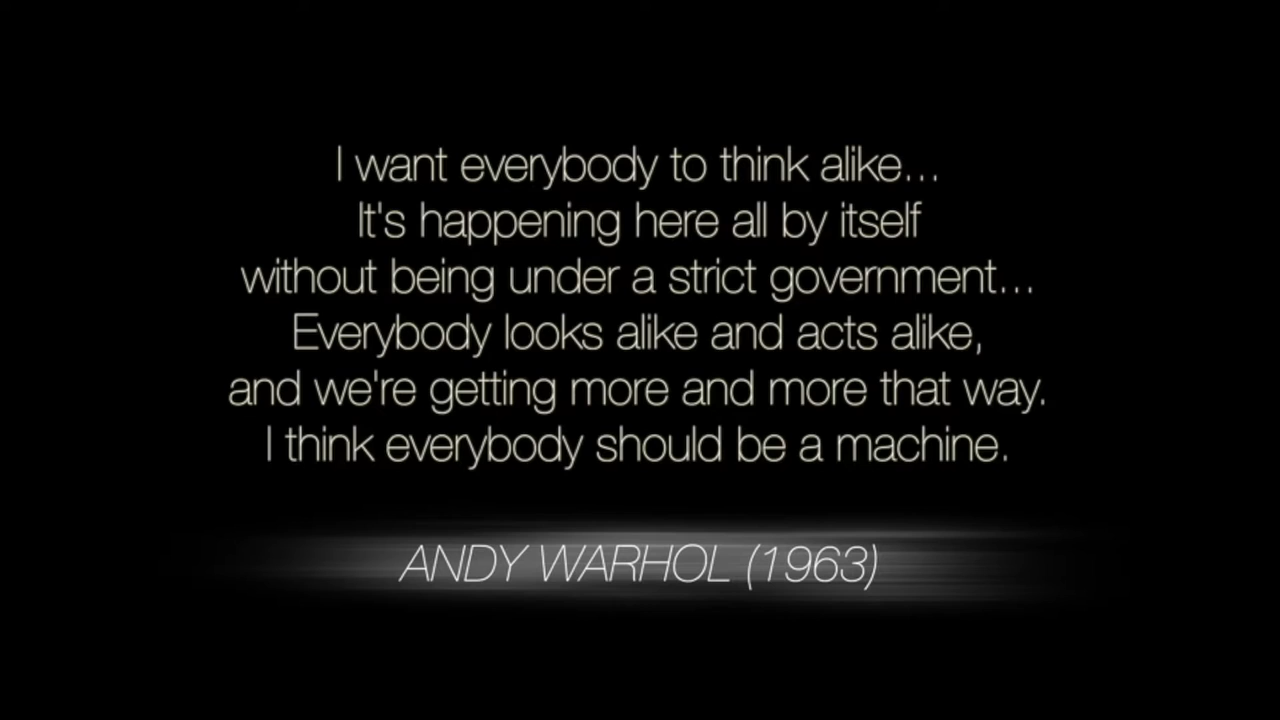 I want everybody to think alike...
It's happening here all by itself
without being under a strict government...
Everybody looks alike and acts alike,
and we're getting more and more that way.
I think everybody should be a machine.
ANDY WARHOL (1963)